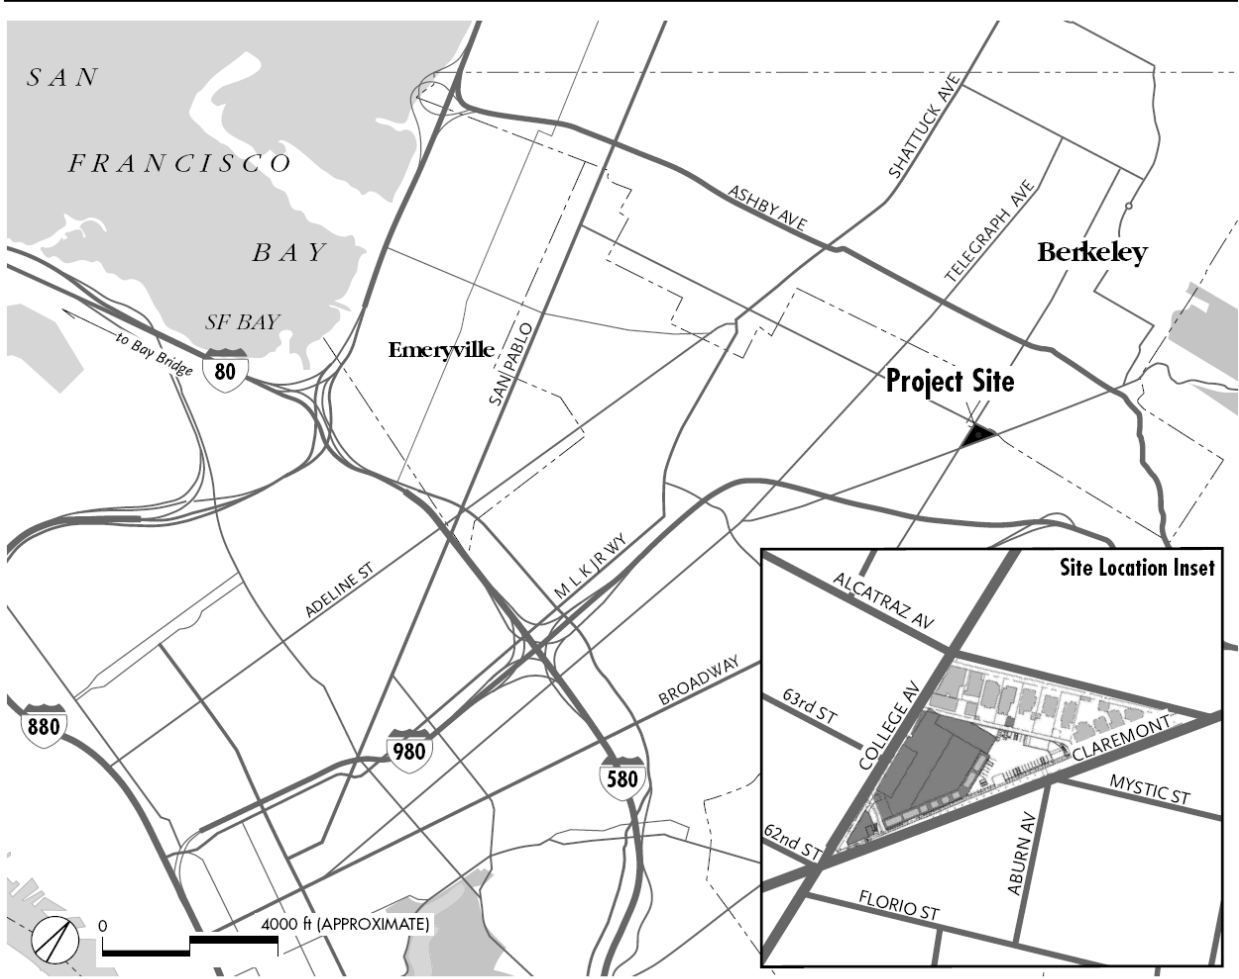 SAN
FRANCISCO
BAY
SF BAY
to Bay Bridge
80
Emeryville
SAN PABLO
ASHBY AVE
SHATTUCK AVE
TELEGRAPH AVE
Berkeley
Project Site
ADELINE ST
M L K JR WY
BROADWAY
880
980
580
0
4000 ft (APPROXIMATE)
Site Location Inset
ALCATRAZ AV
63rd ST
COLLEGE AV
CLAREMONT
MYSTIC ST
62nd ST
ABURN AV
FLORIO ST